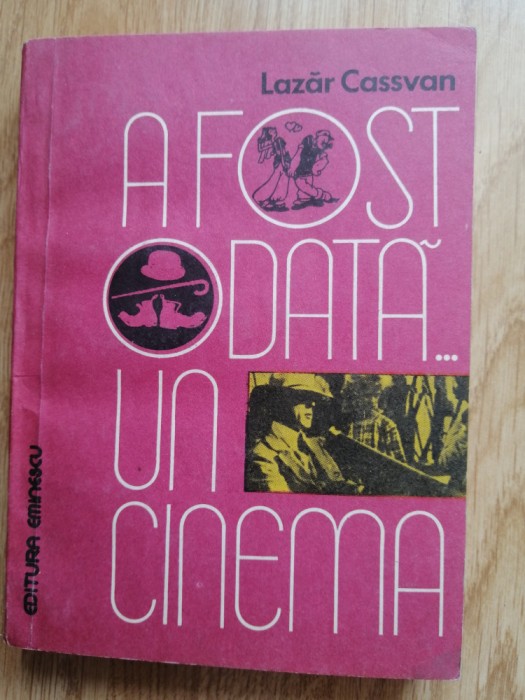 Lazăr Cassvan
A FOST
ODATĂ...
UN
CINEMA
EDITURA EMINESCU